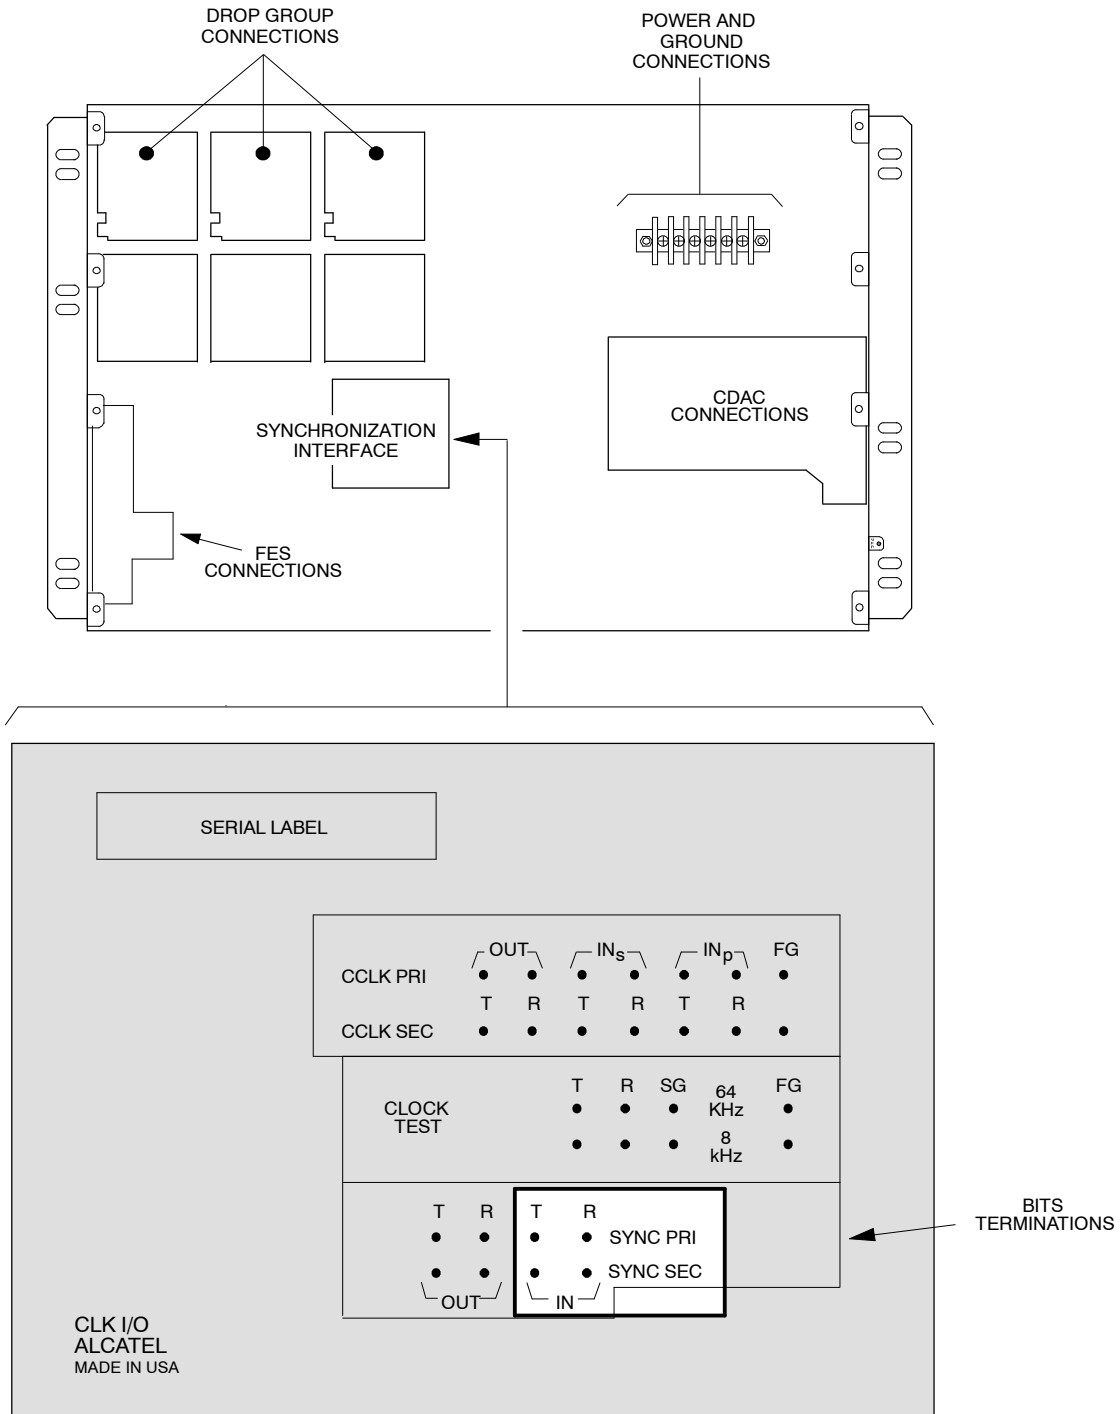 DROP GROUP
CONNECTIONS
POWER AND
GROUND
CONNECTIONS
CDAC
CONNECTIONS
SYNCHRONIZATION
INTERFACE
FES
CONNECTIONS
SERIAL LABEL
OUT INs INp FG
CCLK PRI
T R T R T R
CCLK SEC
T R SG 64 KHz FG
CLOCK
TEST
8
kHz
T R T R
SYNC PRI
SYNC SEC
OUT IN
BITS
TERMINATIONS
CLK I/O
ALCATEL
MADE IN USA